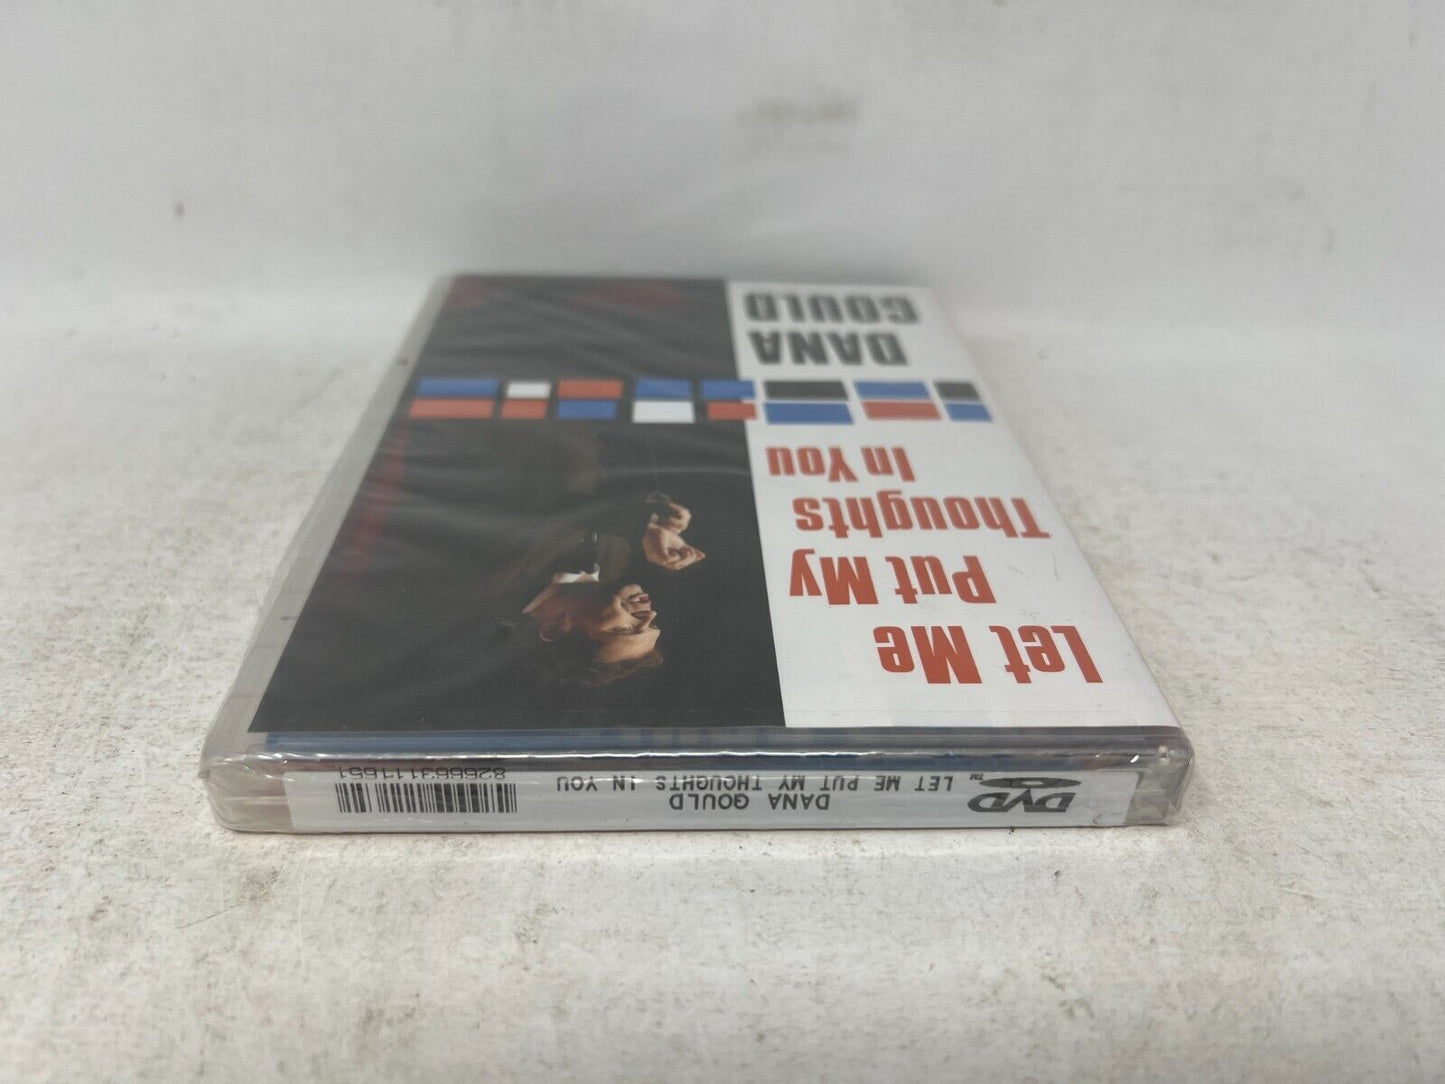 DANA
GOULD
Let Me
Put My
Thoughts
In You
DVD
DANA GOULD
LET ME PUT MY THOUGHTS IN YOU
826663111651